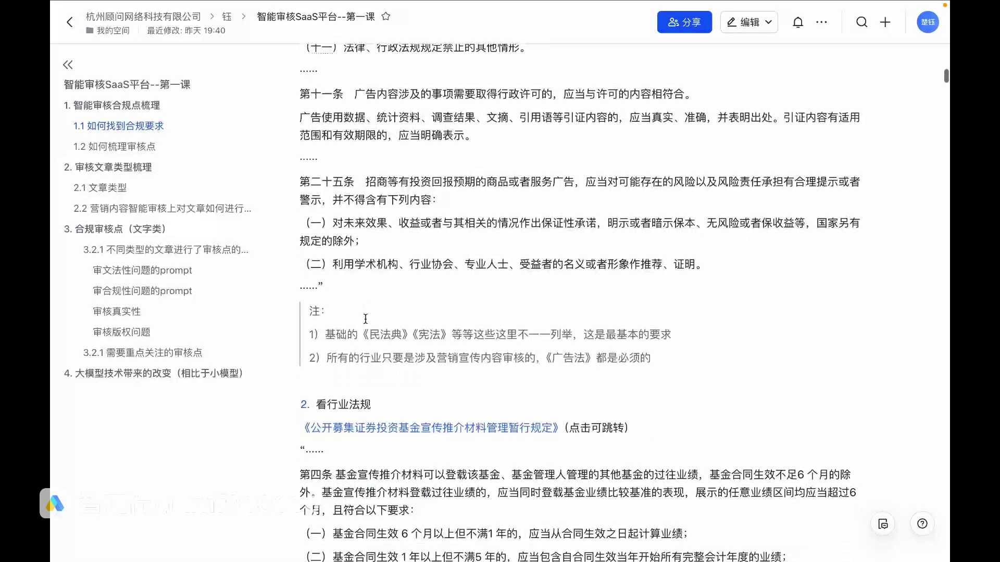 杭州顾问网络科技有限公司 > 钰 > 智能审核SaaS平台--第一课
我的空间 最近修改: 昨天 19:40
分享
编辑
楚钰
智能审核SaaS平台--第一课
1. 智能审核合规点梳理
1.1 如何找到合规要求
1.2 如何梳理审核点
2. 审核文章类型梳理
2.1 文章类型
2.2 营销内容智能审核上对文章如何进行...
3. 合规审核点（文字类）
3.2.1 不同类型的文章进行了审核点的...
审文法性问题的prompt
审合规性问题的prompt
审核真实性
审核版权问题
3.2.1 需要重点关注的审核点
4. 大模型技术带来的改变（相比于小模型）
（十一）法律、行政法规规定禁止的其他情形。
......
第十一条　广告内容涉及的事项需要取得行政许可的，应当与许可的内容相符合。
广告使用数据、统计资料、调查结果、文摘、引用语等引证内容的，应当真实、准确，并表明出处。引证内容有适用
范围和有效期限的，应当明确表示。
......
第二十五条　招商等有投资回报预期的商品或者服务广告，应当对可能存在的风险以及风险责任承担有合理提示或者
警示，并不得含有下列内容：
（一）对未来效果、收益或者与其相关的情况作出保证性承诺，明示或者暗示保本、无风险或者保收益等，国家另有
规定的除外；
（二）利用学术机构、行业协会、专业人士、受益者的名义或者形象作推荐、证明。
......”
注：
1）基础的《民法典》《宪法》等等这些这里不一一列举，这是最基本的要求
2）所有的行业只要是涉及营销宣传内容审核的，《广告法》都是必须的
2. 看行业法规
《公开募集证券投资基金宣传推介材料管理暂行规定》（点击可跳转）
“......
第四条 基金宣传推介材料可以登载该基金、基金管理人管理的其他基金的过往业绩，基金合同生效不足6 个月的除
外。基金宣传推介材料登载过往业绩的，应当同时登载基金业绩比较基准的表现，展示的任意业绩区间均应当超过6
个月，且符合以下要求：
（一）基金合同生效 6 个月以上但不满1 年的，应当从合同生效之日起计算业绩；
（二）基金合同生效 1 年以上但不满5 年的，应当包含自合同生效当年开始所有完整会计年度的业绩；